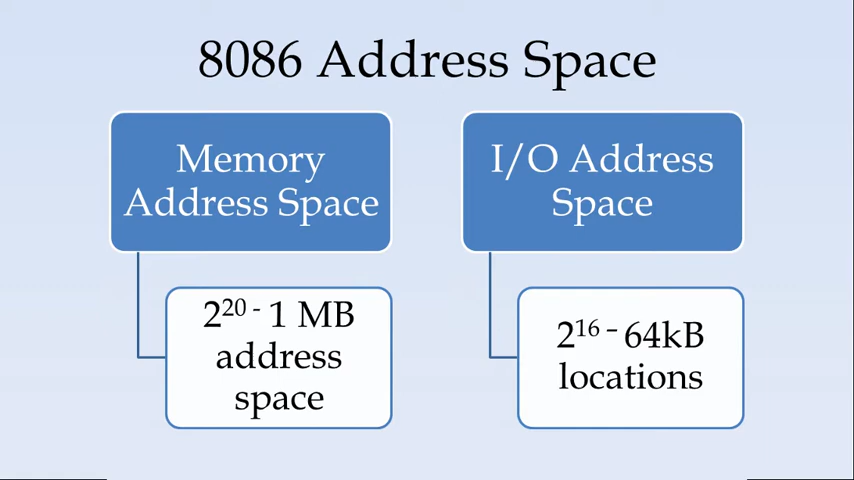 8086 Address Space
Memory
Address Space
2²⁰ ⁻ 1 MB
address
space
I/O Address
Space
2¹⁶ ⁻ 64kB
locations